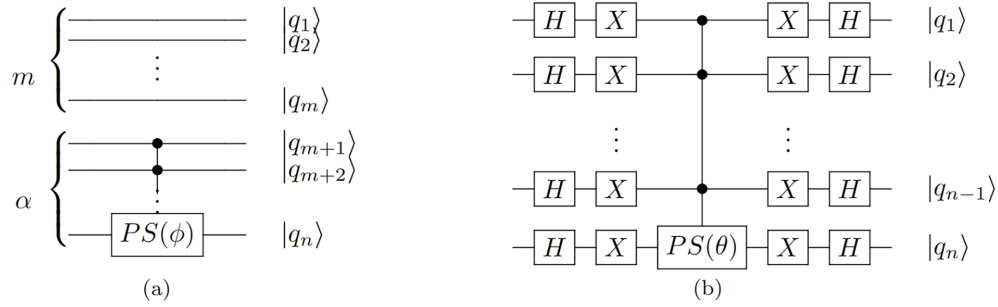 m
|q₁⟩
|q₂⟩
⋮
|qₘ⟩
α
|qₘ₊₁⟩
|qₘ₊₂⟩
⋮
PS(ϕ) |qₙ⟩
(a)
H X X H |q₁⟩
H X X H |q₂⟩
⋮ ⋮
H X X H |qₙ₋₁⟩
H X PS(θ) X H |qₙ⟩
(b)